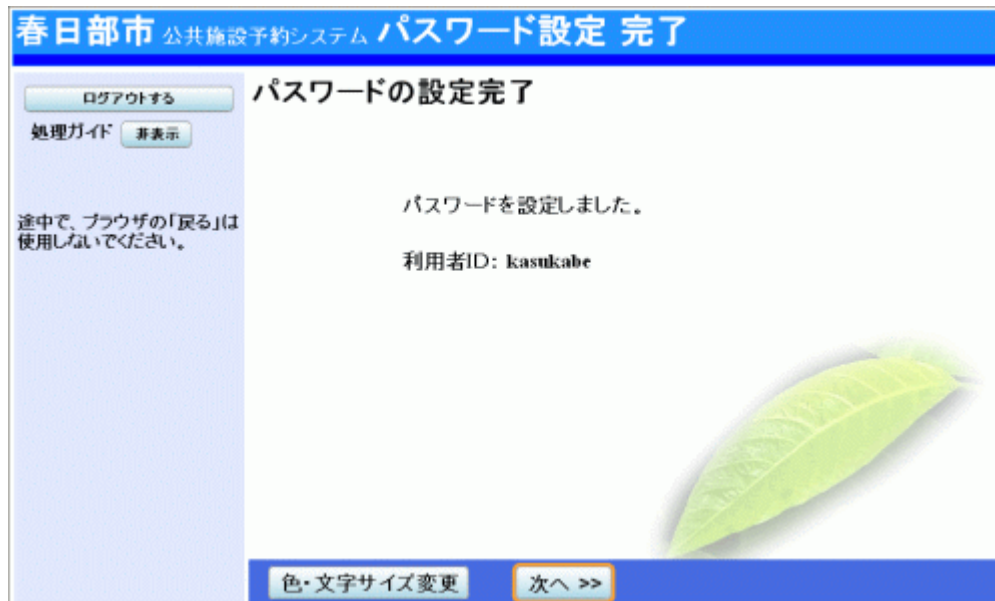 春日部市 公共施設予約システム パスワード設定 完了
ログアウトする
処理ガイド 非表示
途中で、ブラウザの「戻る」は
使用しないでください。
パスワードの設定完了
パスワードを設定しました。
利用者ID: kasukabe
色・文字サイズ変更 次へ >>